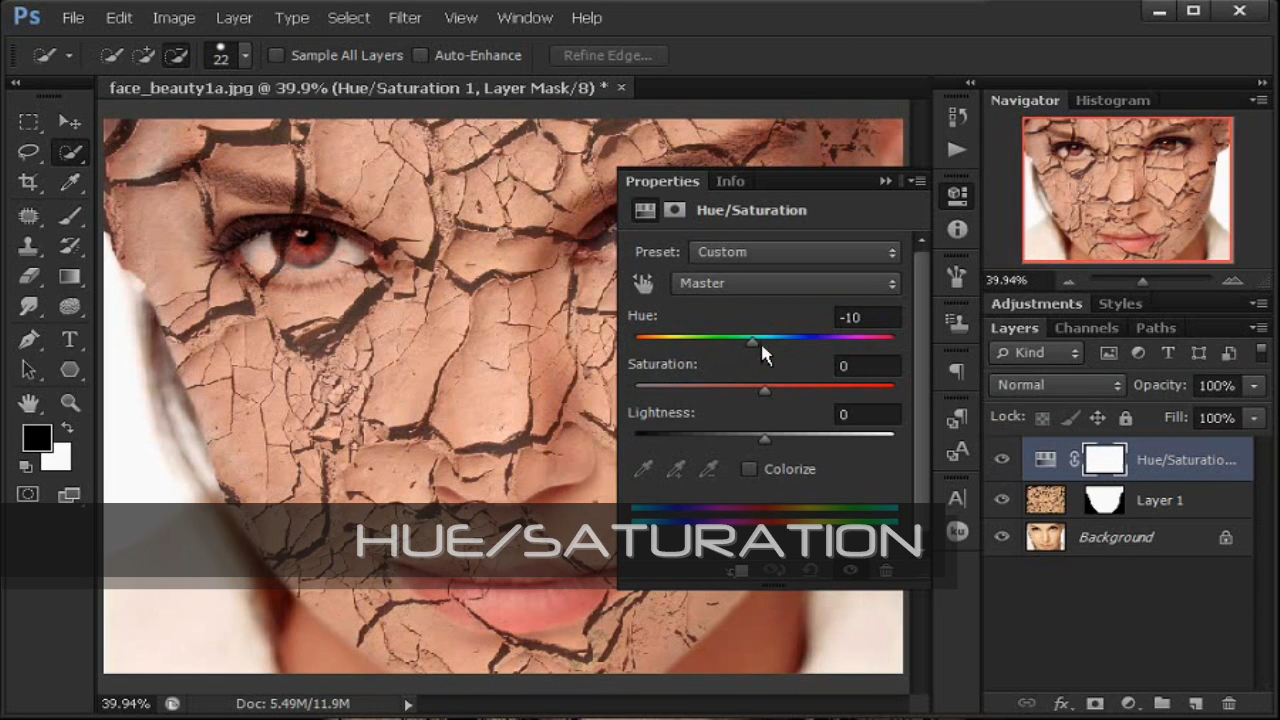 Ps File Edit Image Layer Type Select Filter View Window Help
22 Sample All Layers Auto-Enhance Refine Edge...
face_beauty1a.jpg @ 39.9% (Hue/Saturation 1, Layer Mask/8) * ×
Navigator Histogram
39.94%
Properties Info
Hue/Saturation
Preset: Custom
Master
Hue: -10
Saturation: 0
Lightness: 0
Colorize
Adjustments Styles
Layers Channels Paths
Kind
Normal Opacity: 100%
Lock: Fill: 100%
Hue/Saturatio...
Layer 1
Background
ku
HUE/SATURATION
39.94% Doc: 5.49M/11.9M
fx